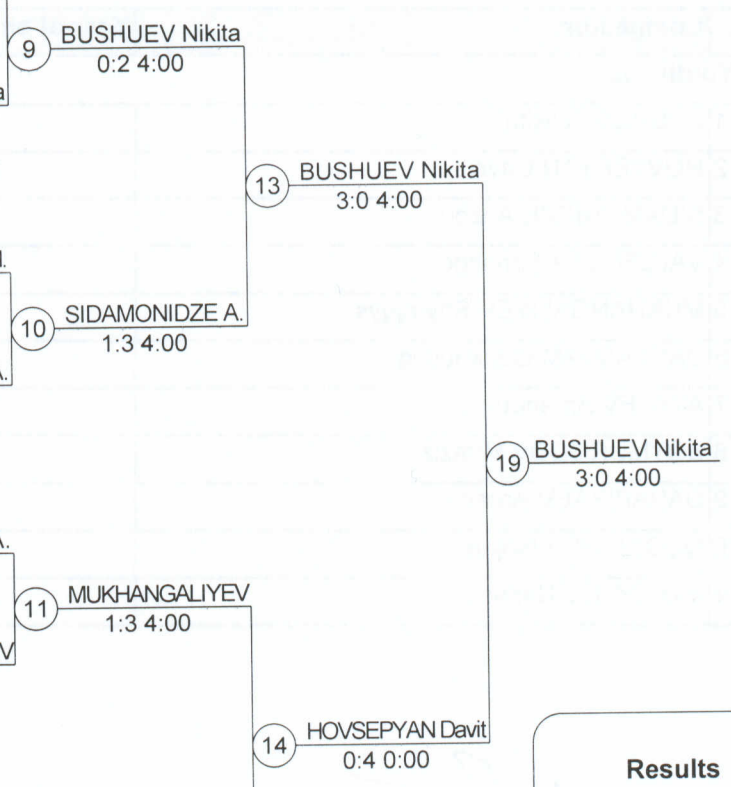 9 BUSHUEV Nikita
0:2 4:00
a
13 BUSHUEV Nikita
3:0 4:00
10 SIDAMONIDZE A.
1:3 4:00
A.
19 BUSHUEV Nikita
3:0 4:00
A.
11 MUKHANGALIYEV
1:3 4:00
V
14 HOVSEPYAN Davit
0:4 0:00
Results